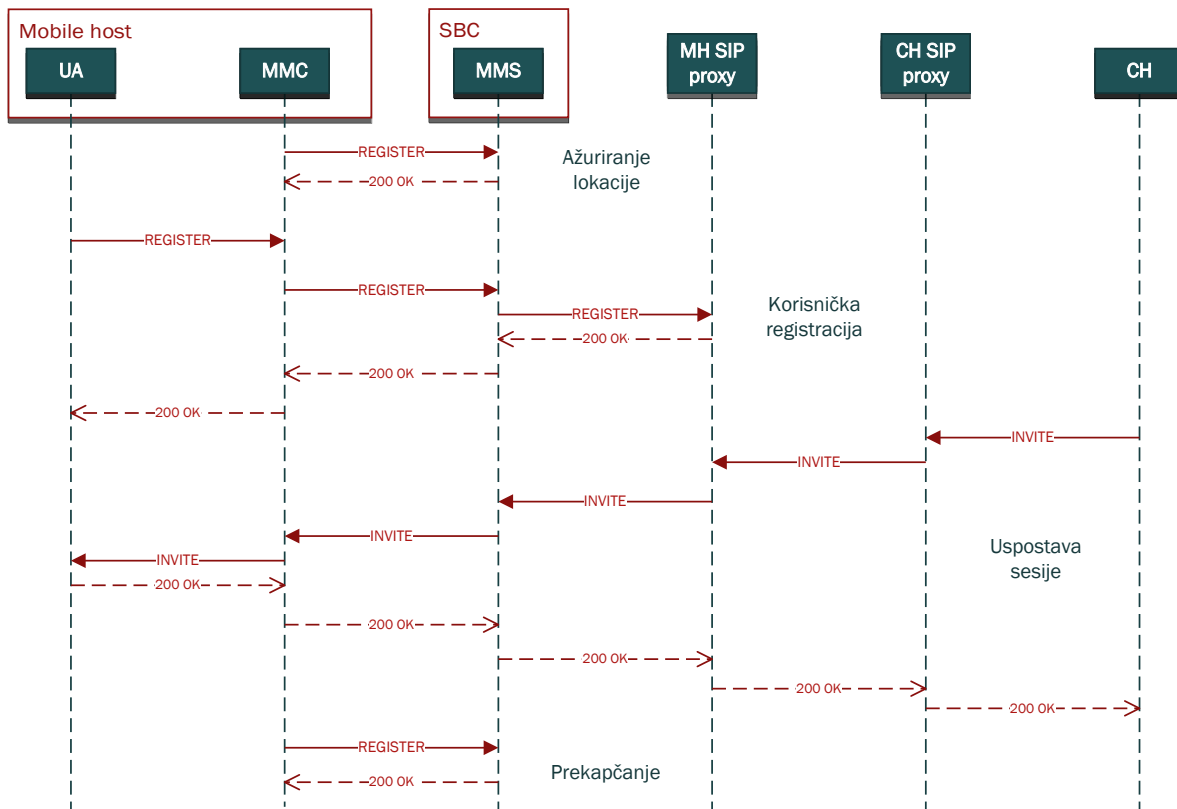 Mobile host
SBC
UA
MMC
MMS
MH SIP
proxy
CH SIP
proxy
CH
REGISTER
Ažuriranje
lokacije
200 OK
REGISTER
REGISTER
Korisnička
registracija
REGISTER
200 OK
200 OK
200 OK
INVITE
INVITE
INVITE
INVITE
Uspostava
sesije
INVITE
200 OK
200 OK
200 OK
200 OK
200 OK
REGISTER
Prekapčanje
200 OK